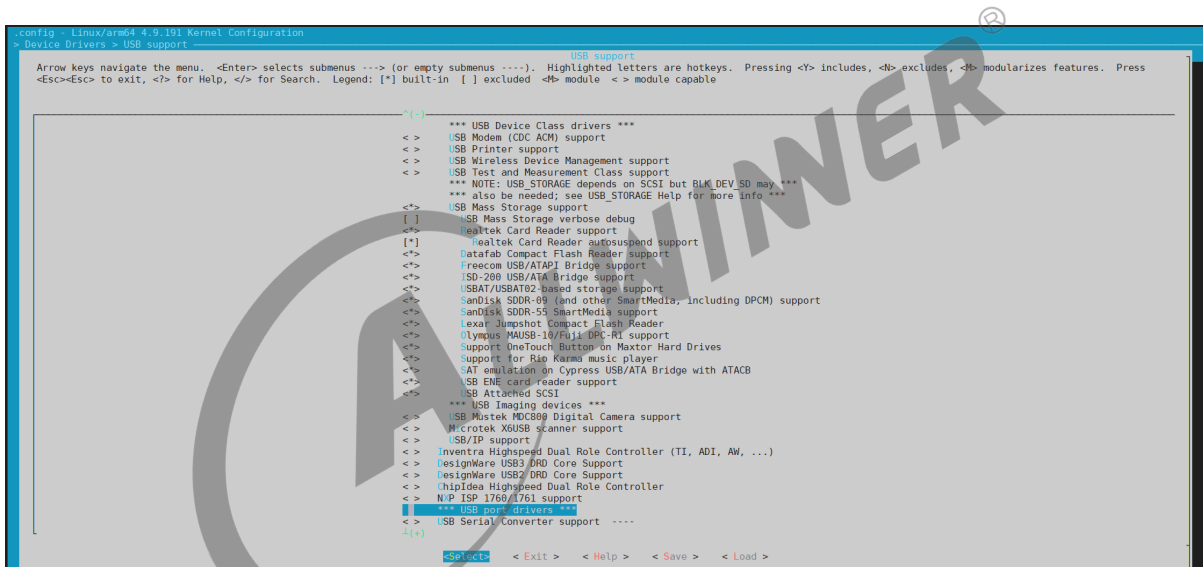 .config - Linux/arm64 4.9.191 Kernel Configuration
> Device Drivers > USB support
USB support
Arrow keys navigate the menu. <Enter> selects submenus ---> (or empty submenus ----). Highlighted letters are hotkeys. Pressing <Y> includes, <N> excludes, <M> modularizes features. Press
<Esc><Esc> to exit, <?> for Help, </> for Search. Legend: [*] built-in [ ] excluded <M> module < > module capable
^(-)
*** USB Device Class drivers ***
< > USB Modem (CDC ACM) support
< > USB Printer support
< > USB Wireless Device Management support
< > USB Test and Measurement Class support
*** NOTE: USB_STORAGE depends on SCSI but BLK_DEV_SD may ***
*** also be needed; see USB_STORAGE Help for more info ***
<*> USB Mass Storage support
[ ] USB Mass Storage verbose debug
<*> Realtek Card Reader support
[*] Realtek Card Reader autosuspend support
<*> Datafab Compact Flash Reader support
<*> Freecom USB/ATAPI Bridge support
<*> ISD-200 USB/ATA Bridge support
<*> USBAT/USBAT02-based storage support
<*> SanDisk SDDR-09 (and other SmartMedia, including DPCM) support
<*> SanDisk SDDR-55 SmartMedia support
<*> Lexar Jumpshot Compact Flash Reader
<*> Olympus MAUSB-10/Fuji DPC-R1 support
<*> Support OneTouch Button on Maxtor Hard Drives
<*> Support for Rio Karma music player
<*> SAT emulation on Cypress USB/ATA Bridge with ATACB
<*> USB ENE card reader support
<*> USB Attached SCSI
*** USB Imaging devices ***
< > USB Mustek MDC800 Digital Camera support
< > Microtek X6USB scanner support
< > USB/IP support
< > Inventra Highspeed Dual Role Controller (TI, ADI, AW, ...)
< > DesignWare USB3 DRD Core Support
< > DesignWare USB2 DRD Core Support
< > ChipIdea Highspeed Dual Role Controller
< > NXP ISP 1760/1761 support
*** USB port drivers ***
< > USB Serial Converter support ----
┴(+)
<Select> < Exit > < Help > < Save > < Load >
ALLWINNER®